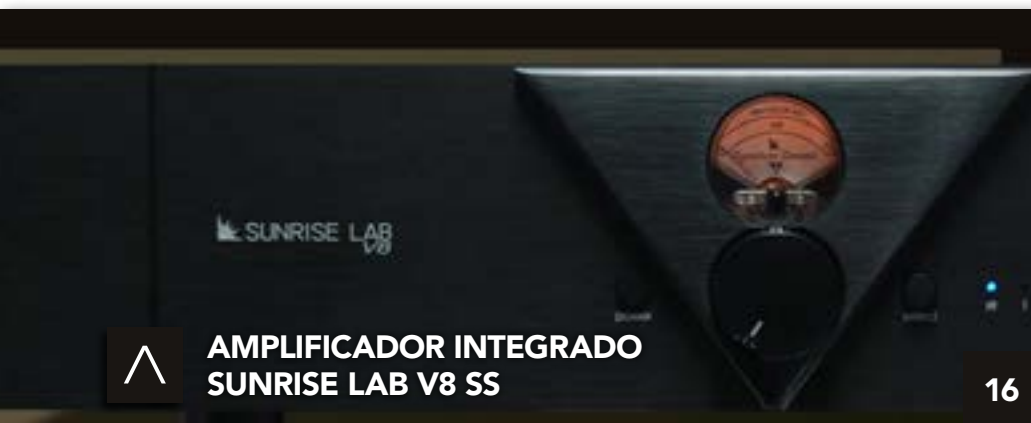 SUNRISE LAB
V8
AMPLIFICADOR INTEGRADO
SUNRISE LAB V8 SS
16